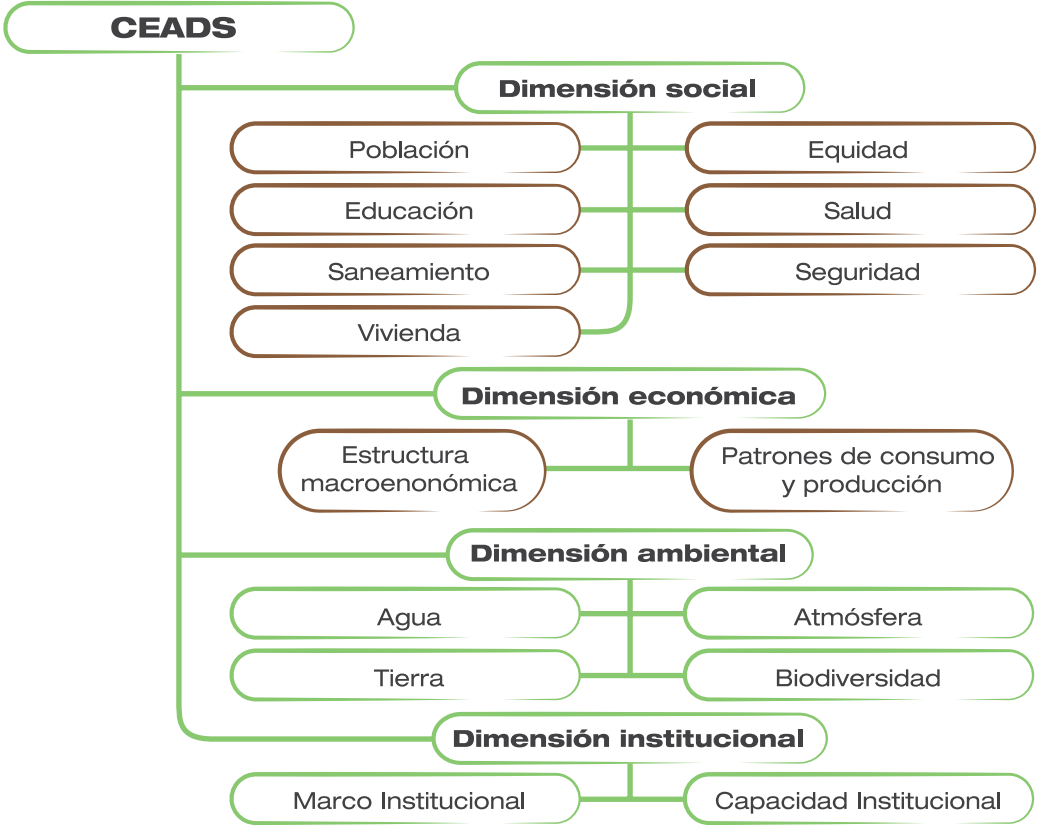 CEADS
Dimensión social
Población
Equidad
Educación
Salud
Saneamiento
Seguridad
Vivienda
Dimensión económica
Estructura
macroenonómica
Patrones de consumo
y producción
Dimensión ambiental
Agua
Atmósfera
Tierra
Biodiversidad
Dimensión institucional
Marco Institucional
Capacidad Institucional